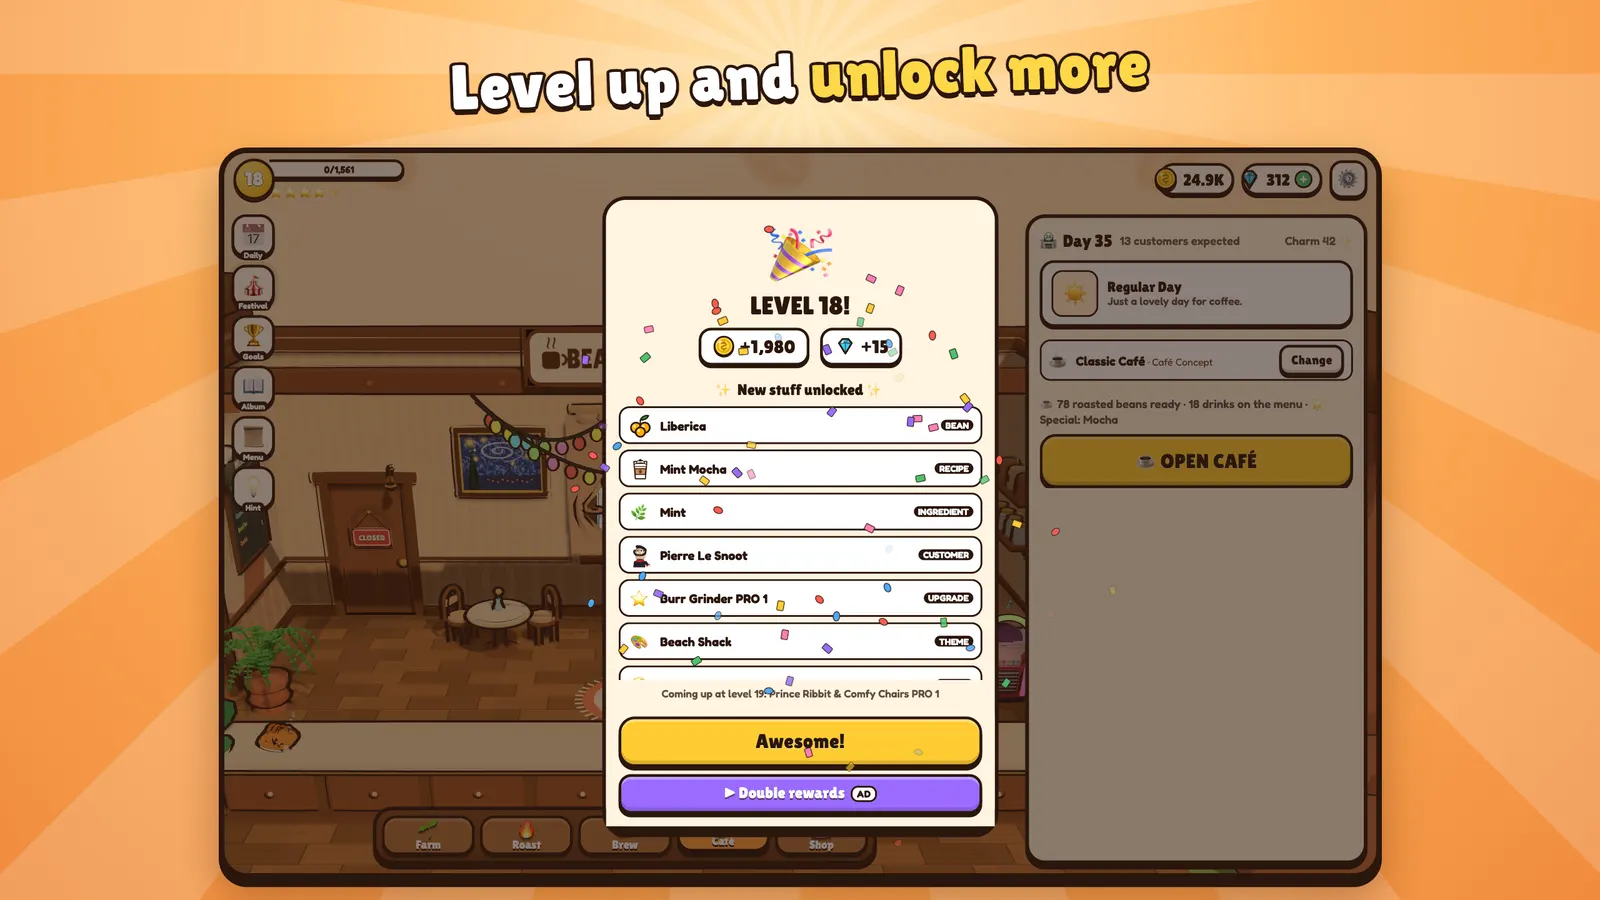 Level up and unlock more
18
0/1,561
24.9K
312
17
Daily
Festival
Goals
Album
Menu
Hint
CLOSED
LEVEL 18!
+1,980
+15
✨ New stuff unlocked ✨
Liberica
BEAN
Mint Mocha
RECIPE
Mint
INGREDIENT
Pierre Le Snoot
CUSTOMER
Burr Grinder PRO 1
UPGRADE
Beach Shack
THEME
Coming up at level 19: Prince Ribbit & Comfy Chairs PRO 1
Awesome!
▶ Double rewards AD
Day 35 13 customers expected
Charm 42
Regular Day
Just a lovely day for coffee.
Classic Café · Café Concept
Change
78 roasted beans ready · 18 drinks on the menu ·
Special: Mocha
OPEN CAFÉ
Farm
Roast
Brew
Café
Shop